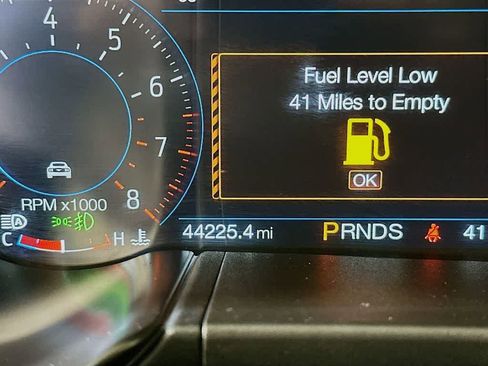 4
5
6
7
8
RPM x1000
A
C H
Fuel Level Low
41 Miles to Empty
OK
44225.4 mi
PRNDS
41